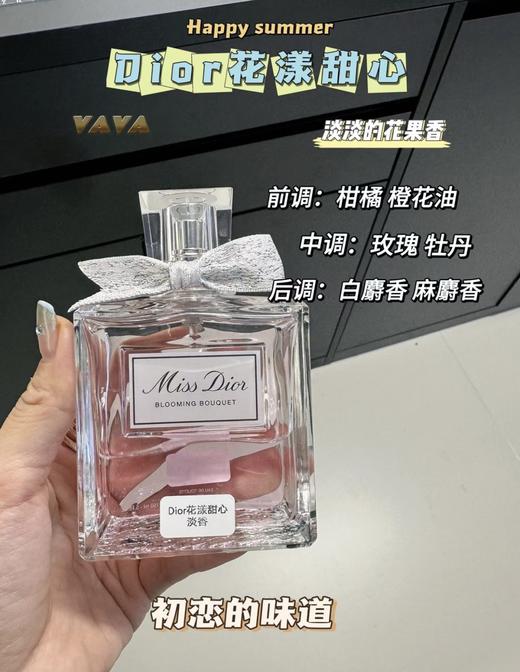 Happy summer
Dior花漾甜心
VAVA
淡淡的花果香
前调：柑橘 橙花油
中调：玫瑰 牡丹
后调：白麝香 麻麝香
Miss Dior
BLOOMING BOUQUET
Dior花漾甜心
淡香
初恋的味道